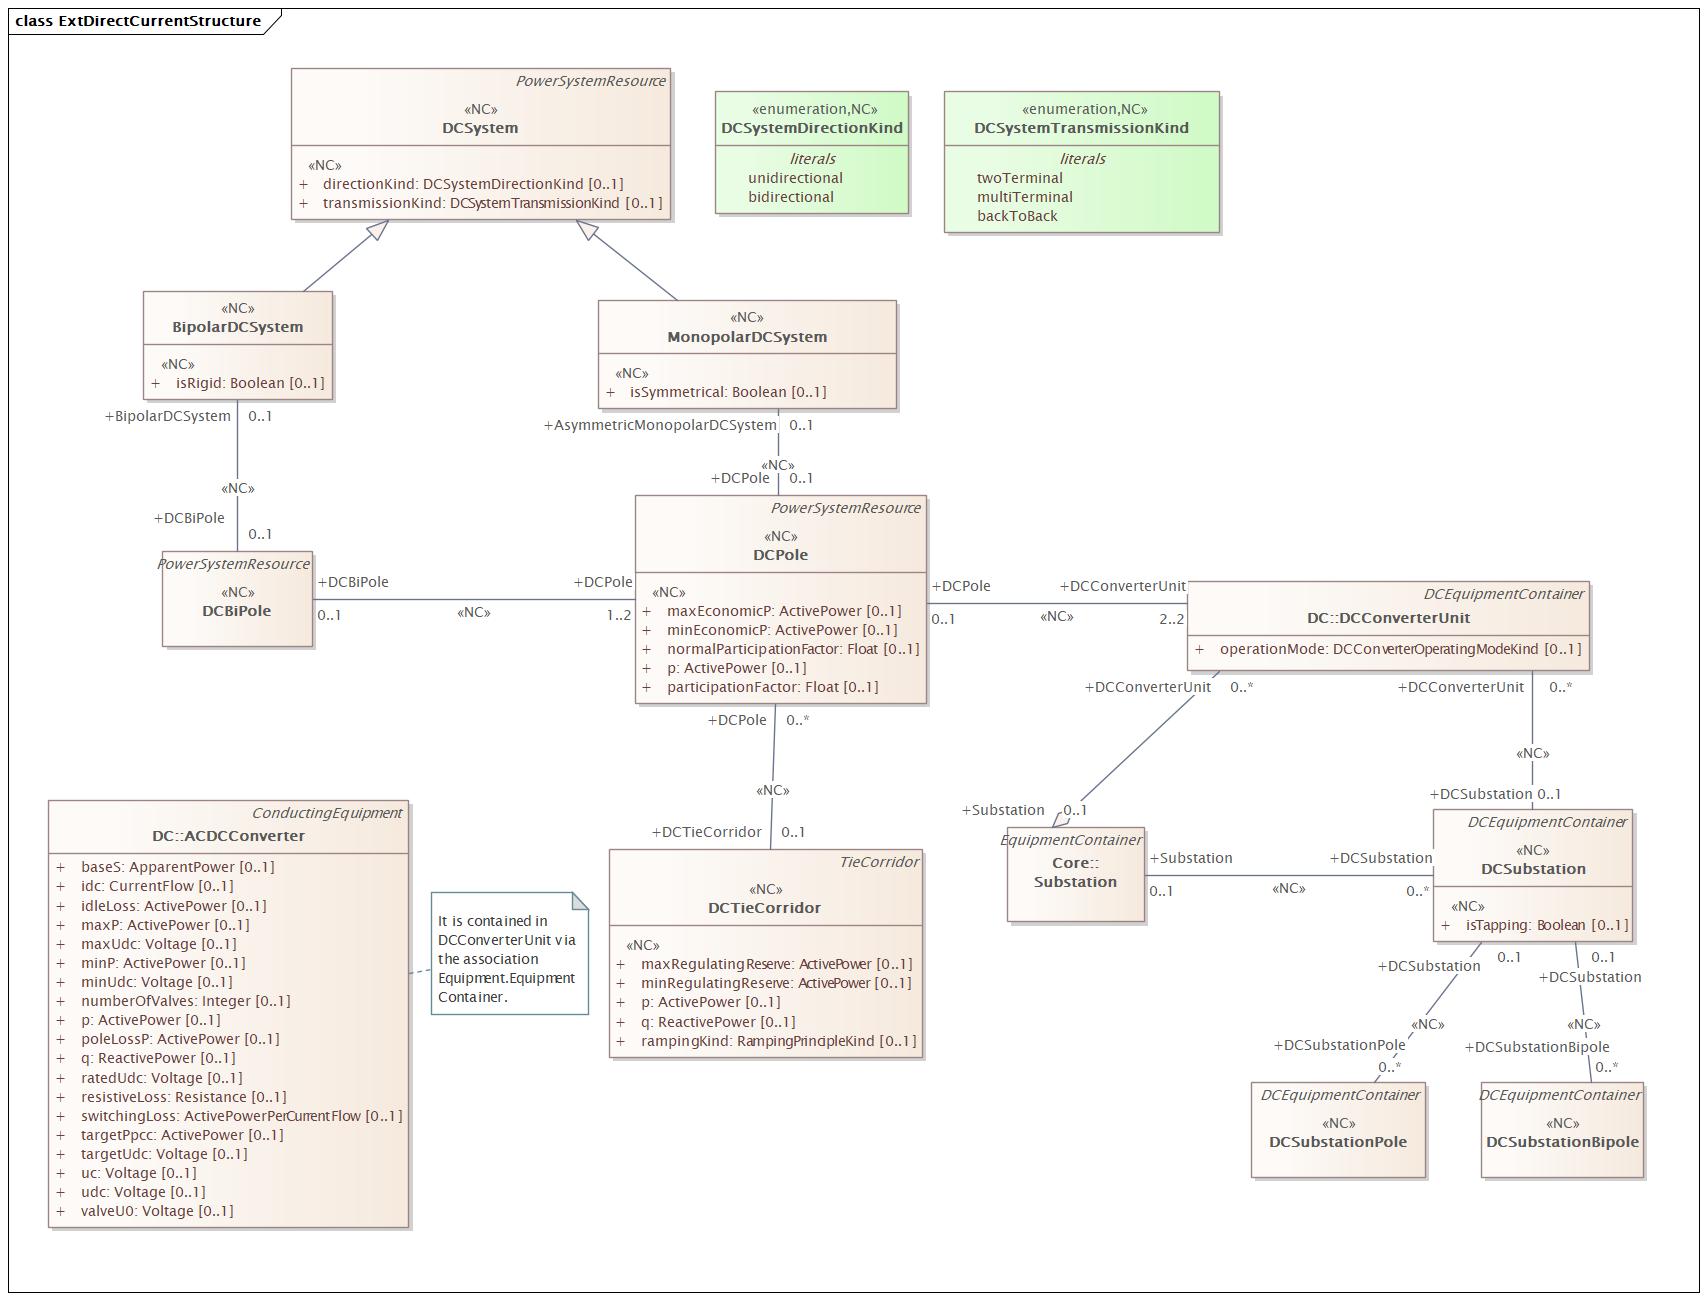 class ExtDirectCurrentStructure
PowerSystemResource
«NC»
DCSystem
«NC»
+ directionKind: DCSystemDirectionKind [0..1]
+ transmissionKind: DCSystemTransmissionKind [0..1]
«enumeration,NC»
DCSystemDirectionKind
literals
unidirectional
bidirectional
«enumeration,NC»
DCSystemTransmissionKind
literals
twoTerminal
multiTerminal
backToBack
«NC»
BipolarDCSystem
«NC»
+ isRigid: Boolean [0..1]
«NC»
MonopolarDCSystem
«NC»
+ isSymmetrical: Boolean [0..1]
+BipolarDCSystem 0..1
«NC»
+DCBiPole
0..1
+AsymmetricMonopolarDCSystem 0..1
«NC»
+DCPole 0..1
PowerSystemResource
«NC»
DCBiPole
+DCBiPole
0..1
«NC»
+DCPole
1..2
PowerSystemResource
«NC»
DCPole
«NC»
+ maxEconomicP: ActivePower [0..1]
+ minEconomicP: ActivePower [0..1]
+ normalParticipationFactor: Float [0..1]
+ p: ActivePower [0..1]
+ participationFactor: Float [0..1]
+DCPole
0..1
«NC»
+DCConverterUnit
2..2
DCEquipmentContainer
DC::DCConverterUnit
+ operationMode: DCConverterOperatingModeKind [0..1]
+DCConverterUnit 0..*
+DCConverterUnit 0..*
+DCPole 0..*
«NC»
+DCTieCorridor 0..1
«NC»
+DCSubstation 0..1
+Substation 0..1
ConductingEquipment
DC::ACDCConverter
+ baseS: ApparentPower [0..1]
+ idc: CurrentFlow [0..1]
+ idleLoss: ActivePower [0..1]
+ maxP: ActivePower [0..1]
+ maxUdc: Voltage [0..1]
+ minP: ActivePower [0..1]
+ minUdc: Voltage [0..1]
+ numberOfValves: Integer [0..1]
+ p: ActivePower [0..1]
+ poleLossP: ActivePower [0..1]
+ q: ReactivePower [0..1]
+ ratedUdc: Voltage [0..1]
+ resistiveLoss: Resistance [0..1]
+ switchingLoss: ActivePowerPerCurrentFlow [0..1]
+ targetPpcc: ActivePower [0..1]
+ targetUdc: Voltage [0..1]
+ uc: Voltage [0..1]
+ udc: Voltage [0..1]
+ valveU0: Voltage [0..1]
It is contained in
DCConverterUnit via
the association
Equipment.Equipment
Container.
TieCorridor
«NC»
DCTieCorridor
«NC»
+ maxRegulatingReserve: ActivePower [0..1]
+ minRegulatingReserve: ActivePower [0..1]
+ p: ActivePower [0..1]
+ q: ReactivePower [0..1]
+ rampingKind: RampingPrincipleKind [0..1]
EquipmentContainer
Core::
Substation
+Substation
0..1
«NC»
+DCSubstation
0..*
DCEquipmentContainer
«NC»
DCSubstation
«NC»
+ isTapping: Boolean [0..1]
0..1
+DCSubstation
0..1
+DCSubstation
«NC»
+DCSubstationPole
0..*
«NC»
+DCSubstationBipole
0..*
DCEquipmentContainer
«NC»
DCSubstationPole
DCEquipmentContainer
«NC»
DCSubstationBipole